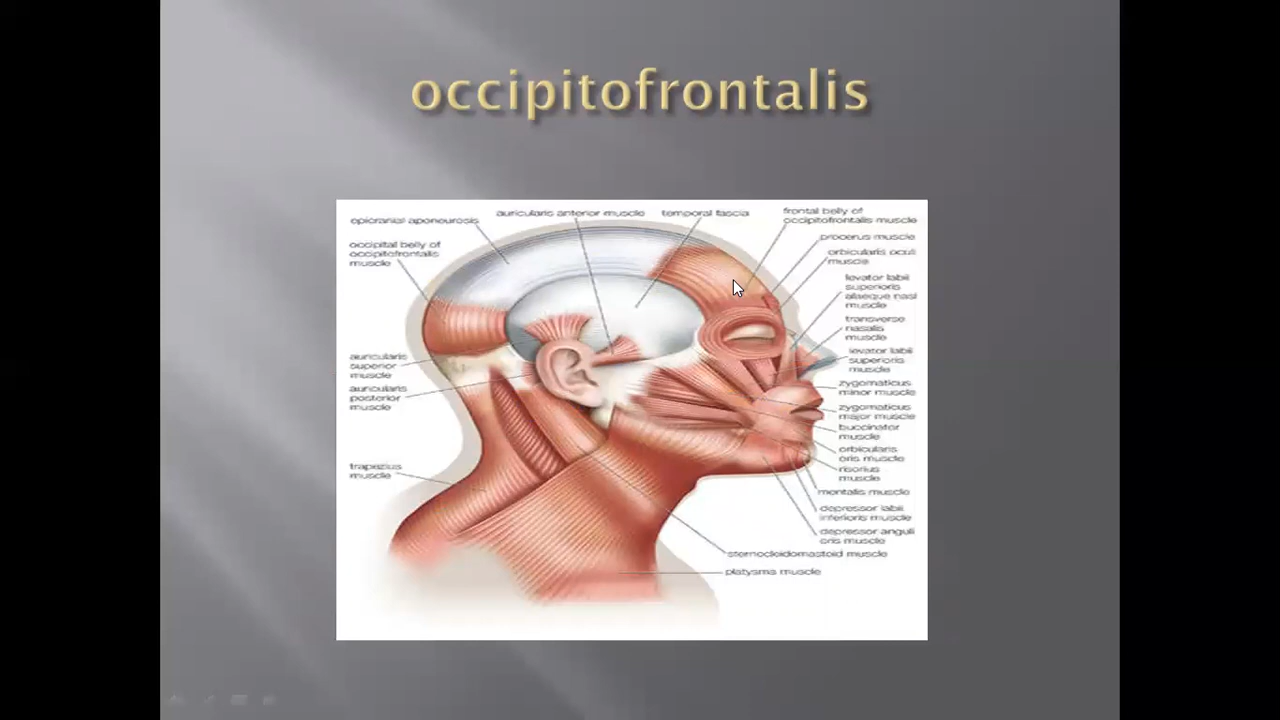 occipitofrontalis
epicranial aponeurosis
auricularis anterior muscle
temporal fascia
frontal belly of
occipitofrontalis muscle
occipital belly of
occipitofrontalis
muscle
procerus muscle
orbicularis oculi
muscle
levator labii
superioris
alaeque nasi
muscle
transverse
nasalis
muscle
levator labii
superioris
muscle
auricularis
superior
muscle
auricularis
posterior
muscle
zygomaticus
minor muscle
zygomaticus
major muscle
buccinator
muscle
orbicularis
oris muscle
risorius
muscle
trapezius
muscle
mentalis muscle
depressor labii
inferioris muscle
depressor anguli
oris muscle
sternocleidomastoid muscle
platysma muscle